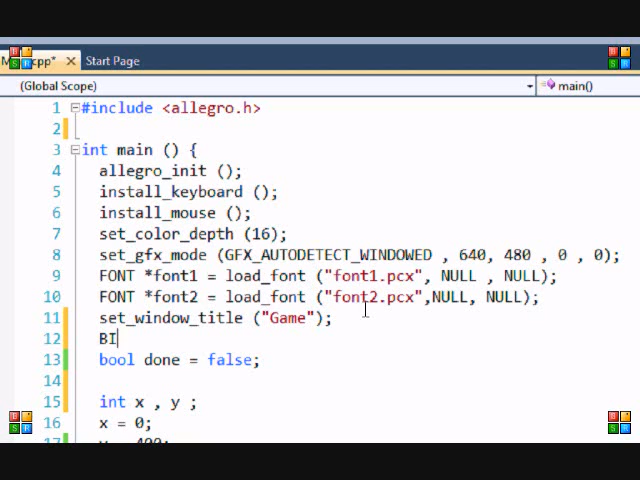 cpp* X Start Page
(Global Scope) main()
1 #include <allegro.h>
2
3 int main () {
4 allegro_init ();
5 install_keyboard ();
6 install_mouse ();
7 set_color_depth (16);
8 set_gfx_mode (GFX_AUTODETECT_WINDOWED , 640, 480 , 0 , 0);
9 FONT *font1 = load_font ("font1.pcx", NULL , NULL);
10 FONT *font2 = load_font ("font2.pcx",NULL, NULL);
11 set_window_title ("Game");
12 BI
13 bool done = false;
14
15 int x , y ;
16 x = 0;
17 y = 400;